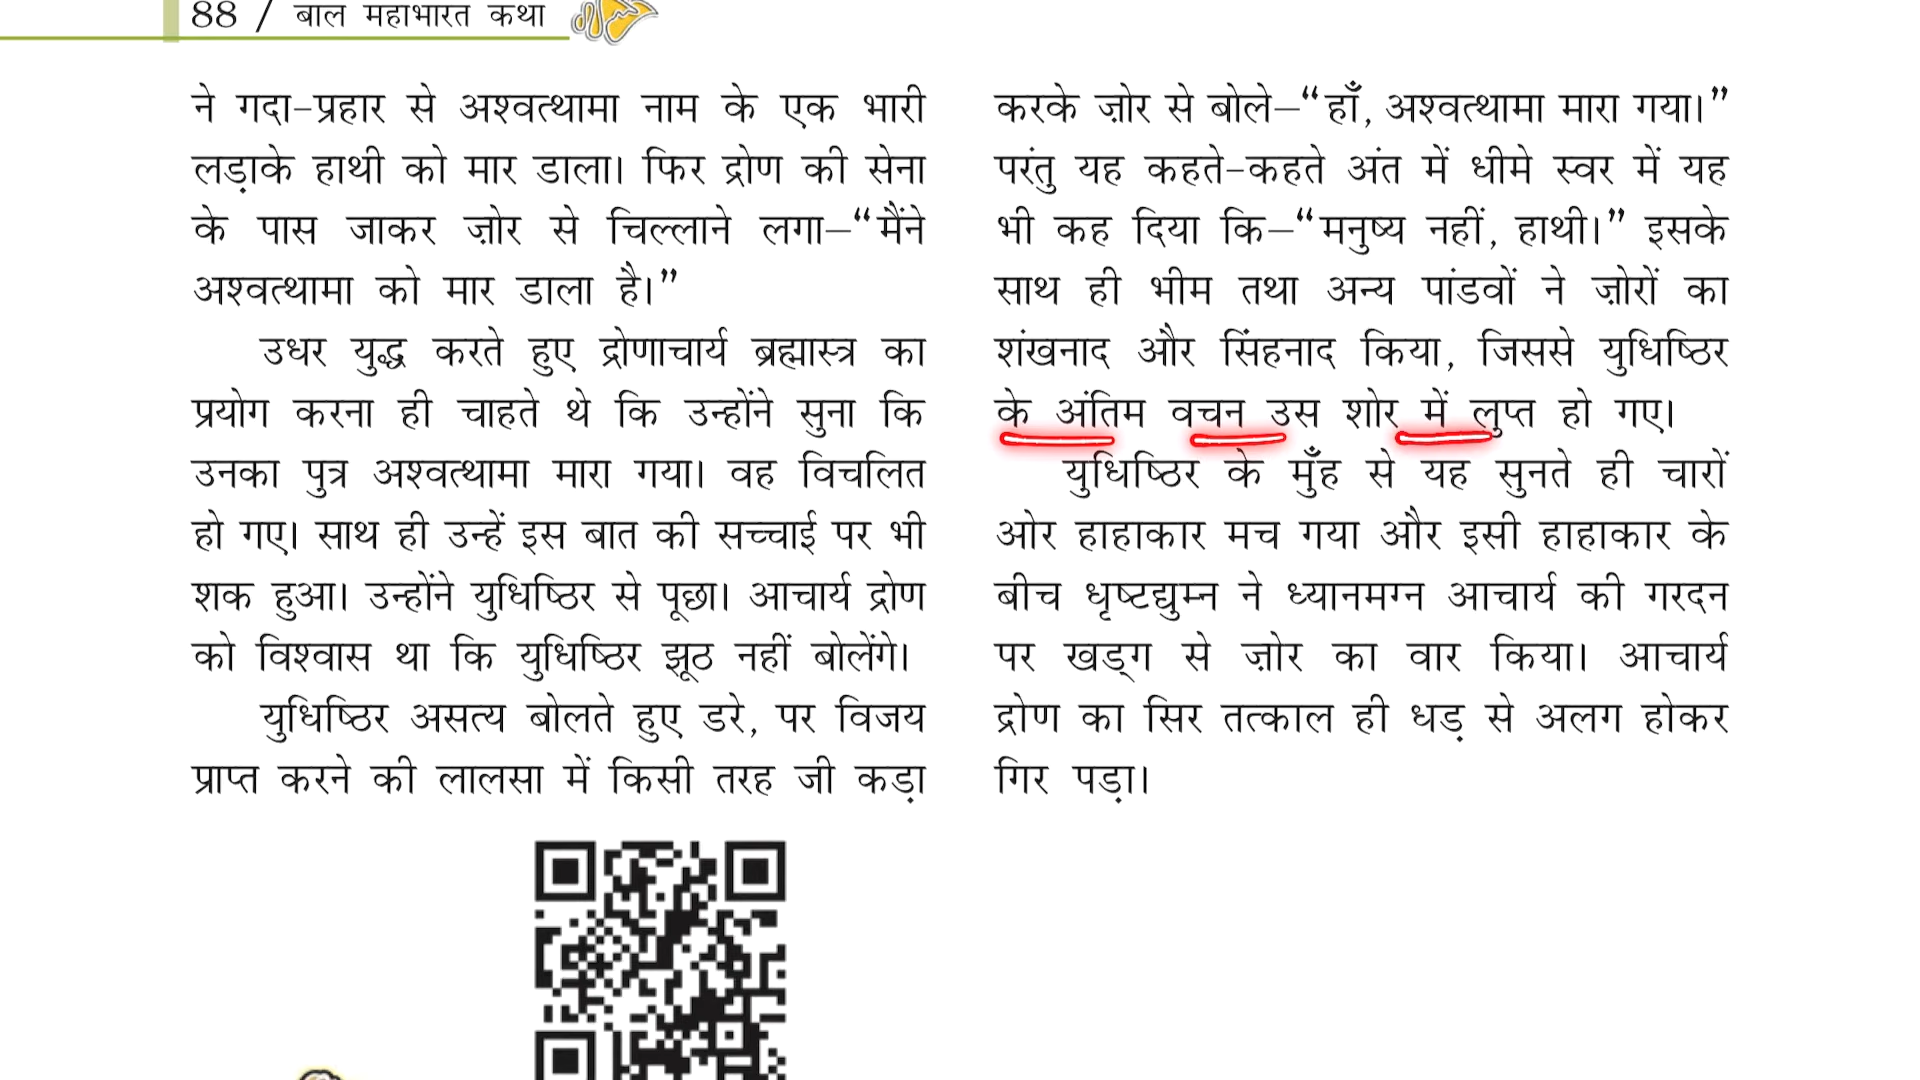 88 / बाल महाभारत कथा
ने गदा–प्रहार से अश्वत्थामा नाम के एक भारी
लड़ाके हाथी को मार डाला। फिर द्रोण की सेना
के पास जाकर ज़ोर से चिल्लाने लगा—“मैंने
अश्वत्थामा को मार डाला है।”
उधर युद्ध करते हुए द्रोणाचार्य ब्रह्मास्त्र का
प्रयोग करना ही चाहते थे कि उन्होंने सुना कि
उनका पुत्र अश्वत्थामा मारा गया। वह विचलित
हो गए। साथ ही उन्हें इस बात की सच्चाई पर भी
शक हुआ। उन्होंने युधिष्ठिर से पूछा। आचार्य द्रोण
को विश्वास था कि युधिष्ठिर झूठ नहीं बोलेंगे।
युधिष्ठिर असत्य बोलते हुए डरे, पर विजय
प्राप्त करने की लालसा में किसी तरह जी कड़ा
करके ज़ोर से बोले—“हाँ, अश्वत्थामा मारा गया।”
परंतु यह कहते–कहते अंत में धीमे स्वर में यह
भी कह दिया कि—“मनुष्य नहीं, हाथी।” इसके
साथ ही भीम तथा अन्य पांडवों ने ज़ोरों का
शंखनाद और सिंहनाद किया, जिससे युधिष्ठिर
के अंतिम वचन उस शोर में लुप्त हो गए।
युधिष्ठिर के मुँह से यह सुनते ही चारों
ओर हाहाकार मच गया और इसी हाहाकार के
बीच धृष्टद्युम्न ने ध्यानमग्न आचार्य की गरदन
पर खड्ग से ज़ोर का वार किया। आचार्य
द्रोण का सिर तत्काल ही धड़ से अलग होकर
गिर पड़ा।